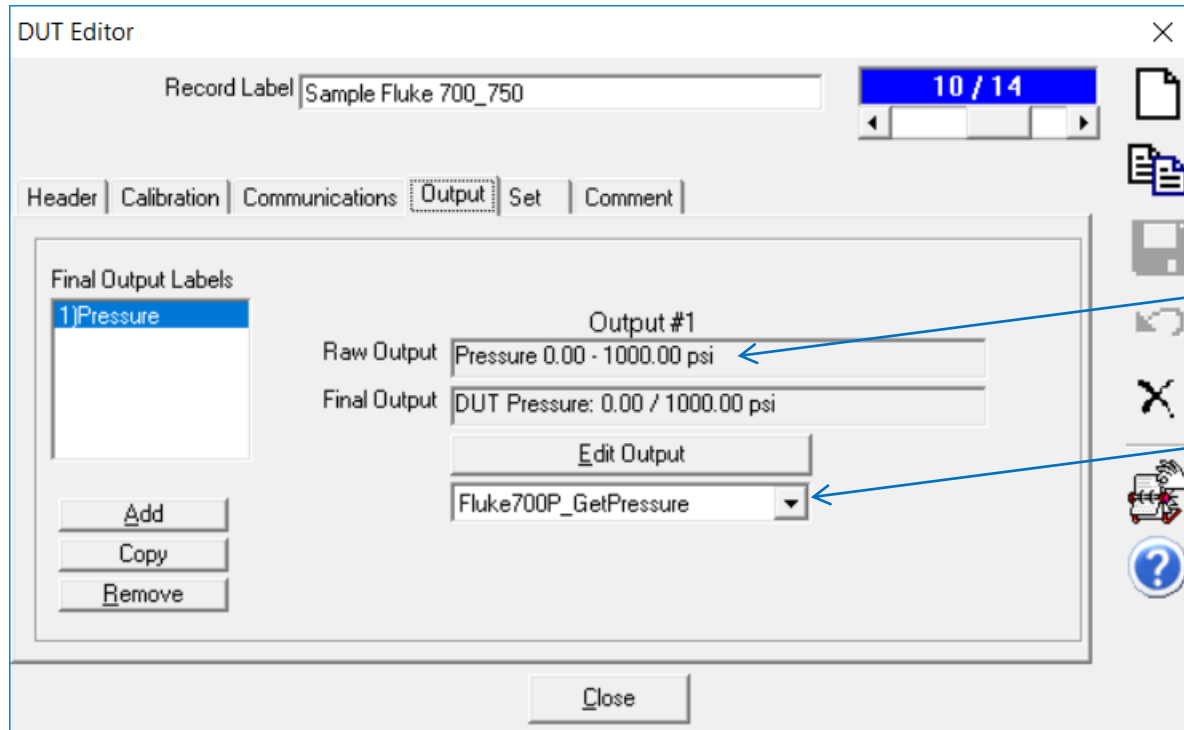 DUT Editor
Record Label Sample Fluke 700_750
10 / 14
Header Calibration Communications Output Set Comment
Final Output Labels
1)Pressure
Output #1
Raw Output Pressure 0.00 - 1000.00 psi
Final Output DUT Pressure: 0.00 / 1000.00 psi
Edit Output
Fluke700P_GetPressure
Add
Copy
Remove
?
Close